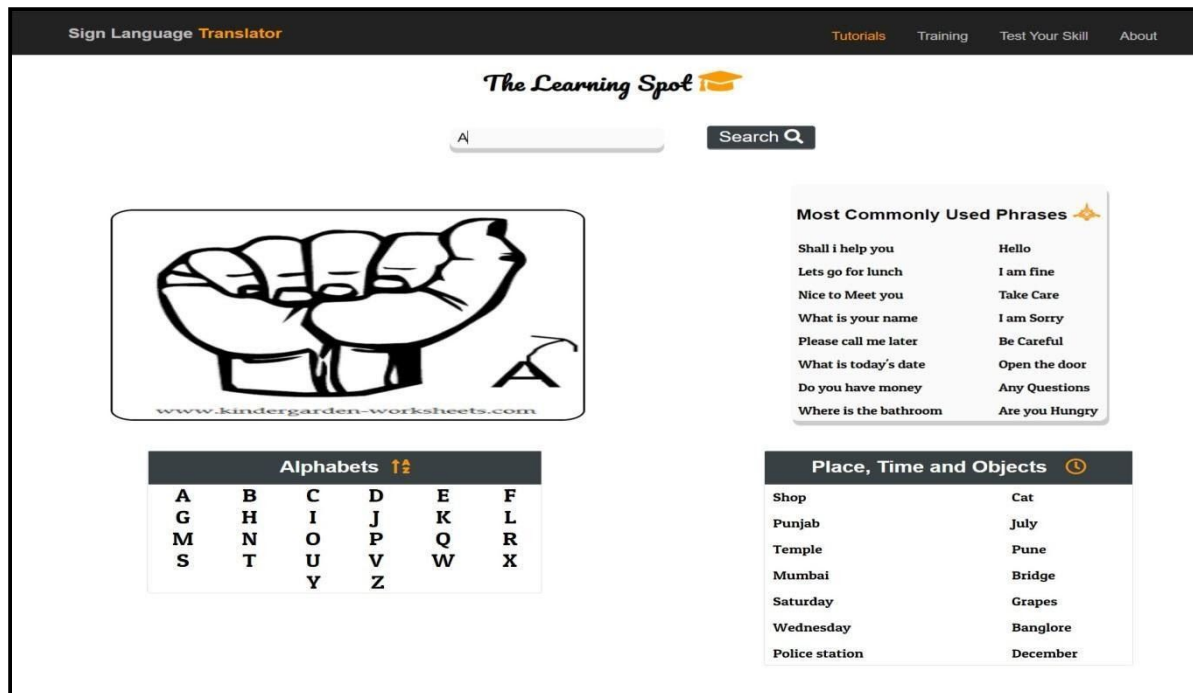 Sign Language Translator
Tutorials Training Test Your Skill About
The Learning Spot
A
Search
A
www.kindergarden-worksheets.com
Most Commonly Used Phrases
Shall i help you Hello
Lets go for lunch I am fine
Nice to Meet you Take Care
What is your name I am Sorry
Please call me later Be Careful
What is today's date Open the door
Do you have money Any Questions
Where is the bathroom Are you Hungry
Alphabets
A B C D E F
G H I J K L
M N O P Q R
S T U V W X
Y Z
Place, Time and Objects
Shop Cat
Punjab July
Temple Pune
Mumbai Bridge
Saturday Grapes
Wednesday Banglore
Police station December